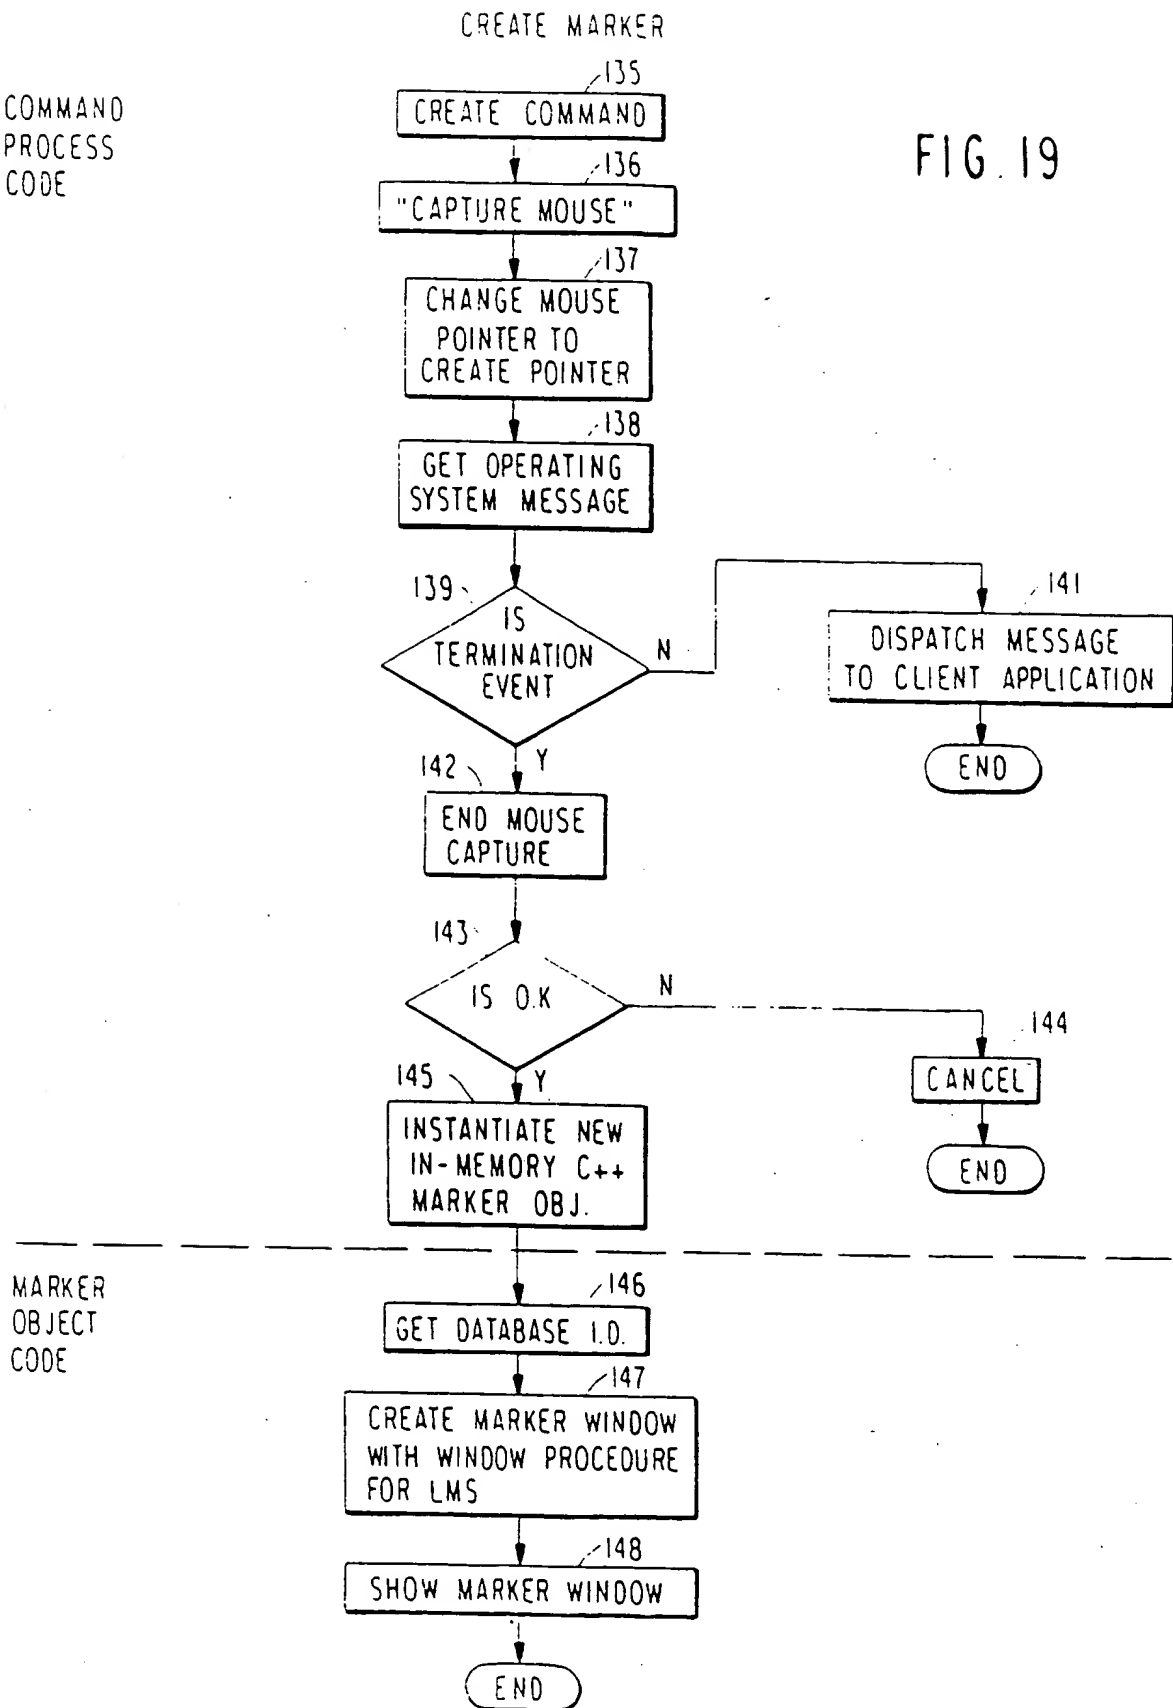 CREATE MARKER
COMMAND
PROCESS
CODE
FIG. 19
135
CREATE COMMAND
136
"CAPTURE MOUSE"
137
CHANGE MOUSE
POINTER TO
CREATE POINTER
138
GET OPERATING
SYSTEM MESSAGE
139
IS
TERMINATION
EVENT
N
141
DISPATCH MESSAGE
TO CLIENT APPLICATION
END
Y
142
END MOUSE
CAPTURE
143
IS O.K
N
144
CANCEL
END
Y
145
INSTANTIATE NEW
IN-MEMORY C++
MARKER OBJ.
MARKER
OBJECT
CODE
146
GET DATABASE I.D.
147
CREATE MARKER WINDOW
WITH WINDOW PROCEDURE
FOR LMS
148
SHOW MARKER WINDOW
END